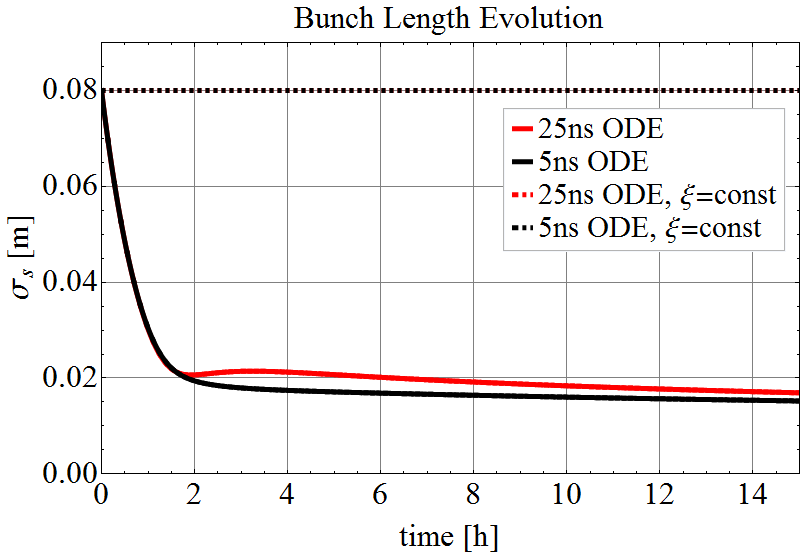 Bunch Length Evolution
0.08
0.06
0.04
0.02
0.00
σs [m]
25ns ODE
5ns ODE
25ns ODE, ξ=const
5ns ODE, ξ=const
0 2 4 6 8 10 12 14
time [h]